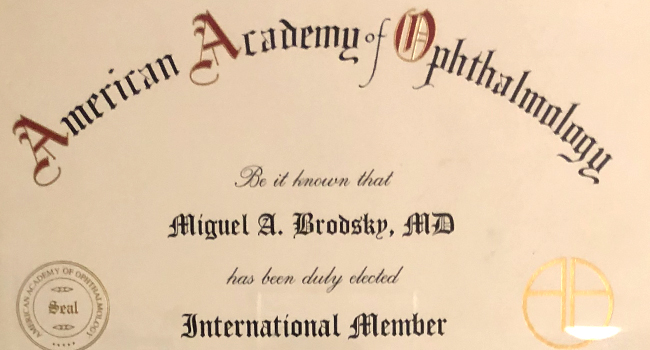 American Academy of Ophthalmology
Be it known that
Miguel A. Brodsky, MD
has been duly elected
International Member
AMERICAN ACADEMY OF OPHTHALMOLOGY
Seal